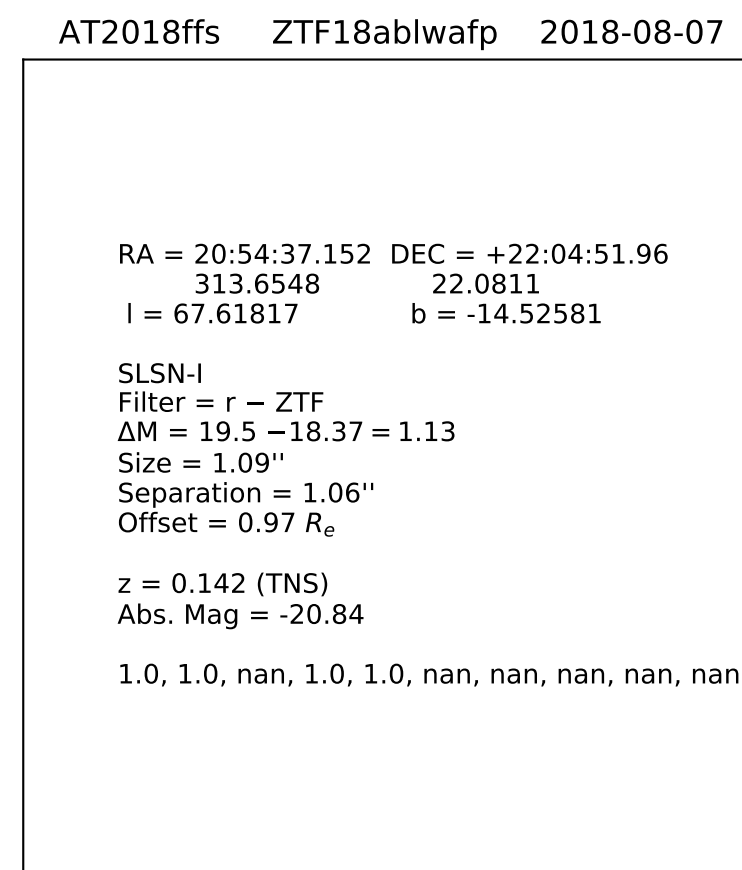 AT2018ffs ZTF18ablwafp 2018-08-07
RA = 20:54:37.152 DEC = +22:04:51.96
313.6548 22.0811
l = 67.61817 b = -14.52581
SLSN-I
Filter = r − ZTF
ΔM = 19.5 −18.37 = 1.13
Size = 1.09''
Separation = 1.06''
Offset = 0.97 Re
z = 0.142 (TNS)
Abs. Mag = -20.84
1.0, 1.0, nan, 1.0, 1.0, nan, nan, nan, nan, nan